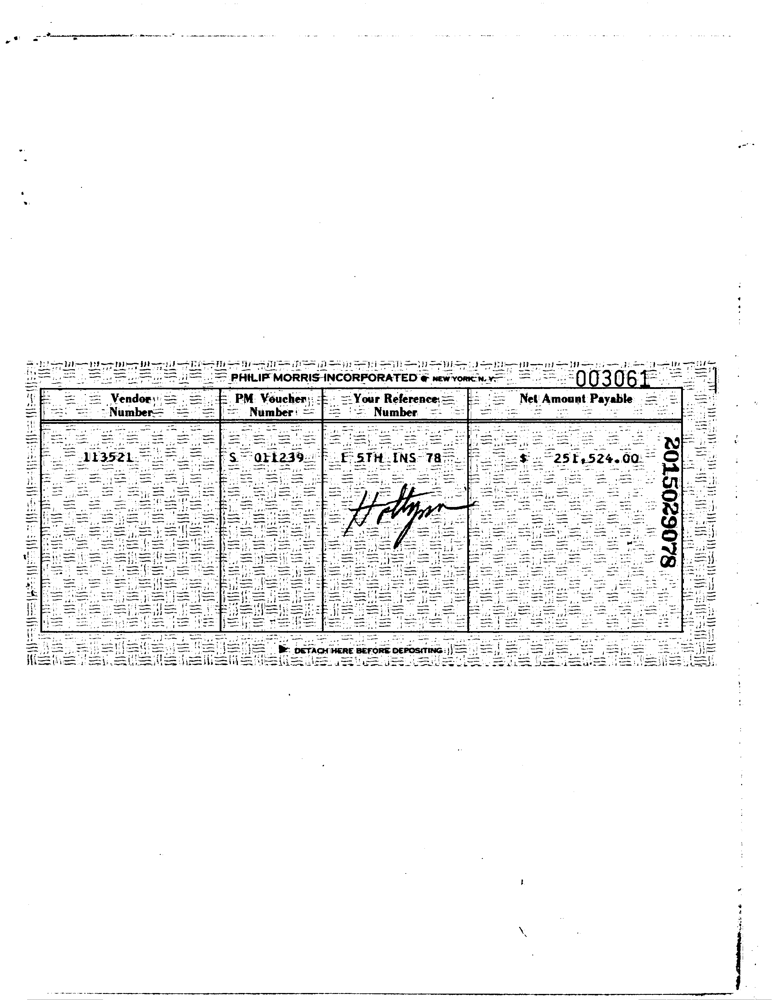 PHILIP MORRIS INCORPORATED NEW YORK, N. Y. 003061
Vendor Number PM Voucher Number Your Reference Number Net Amount Payable
113521 S 011239 5TH INS 78 $ 251,524.00
2015029078
DETACH HERE BEFORE DEPOSITING